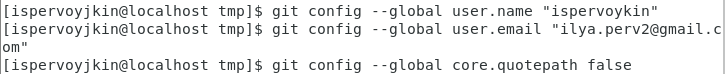 [ispervoyjkin@localhost tmp]$ git config --global user.name "ispervoykin"
[ispervoyjkin@localhost tmp]$ git config --global user.email "ilya.perv2@gmail.c
om"
[ispervoyjkin@localhost tmp]$ git config --global core.quotepath false